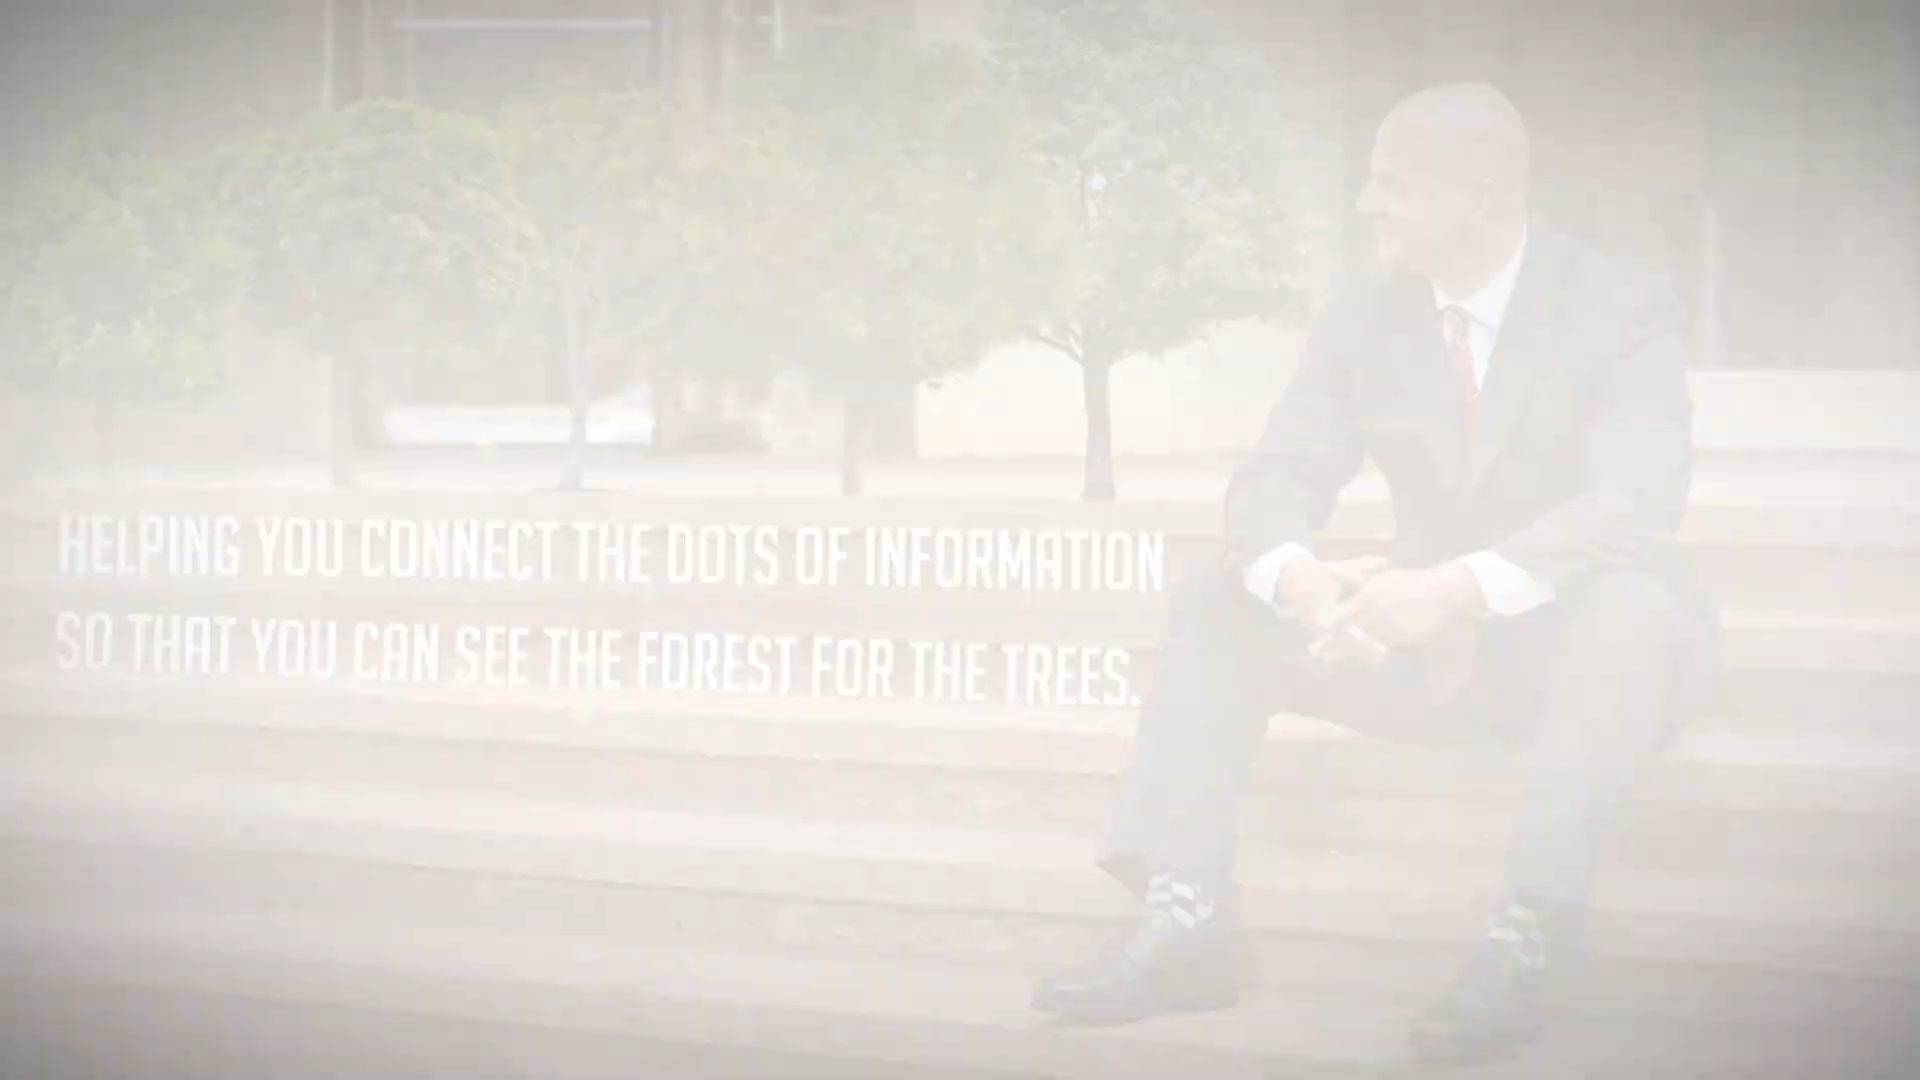 HELPING YOU CONNECT THE DOTS OF INFORMATION
SO THAT YOU CAN SEE THE FOREST FOR THE TREES.